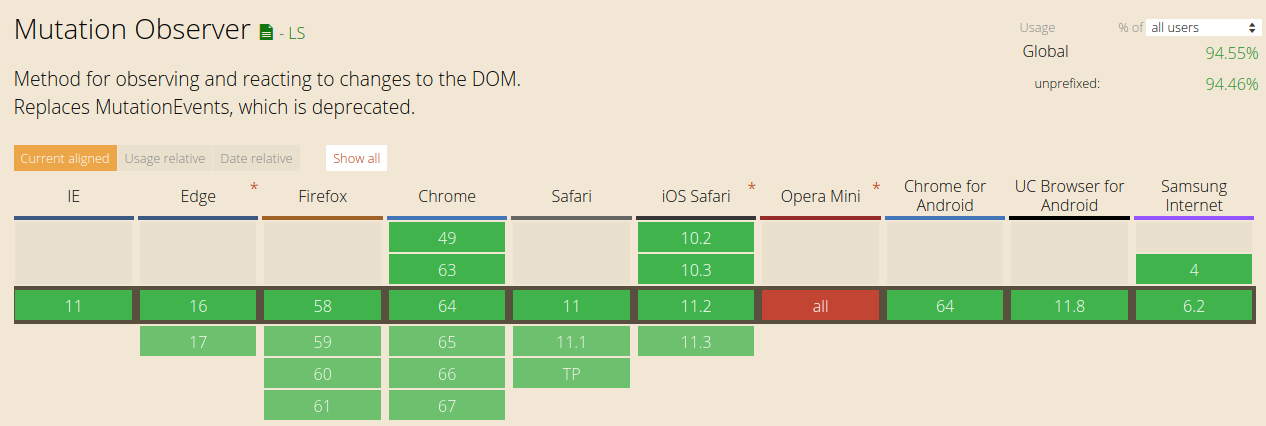 Mutation Observer - LS
Usage % of all users
Global 94.55%
unprefixed: 94.46%
Method for observing and reacting to changes to the DOM.
Replaces MutationEvents, which is deprecated.
Current aligned Usage relative Date relative Show all
IE Edge * Firefox Chrome Safari iOS Safari * Opera Mini * Chrome for Android UC Browser for Android Samsung Internet
49 10.2
63 10.3 4
11 16 58 64 11 11.2 all 64 11.8 6.2
17 59 65 11.1 11.3
60 66 TP
61 67